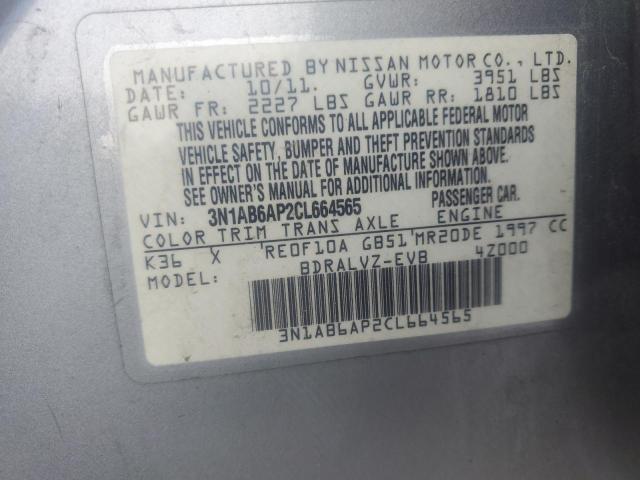 MANUFACTURED BY NISSAN MOTOR CO., LTD.
DATE: 10/11. GVWR: 3951 LBS
GAWR FR: 2227 LBS GAWR RR: 1810 LBS
THIS VEHICLE CONFORMS TO ALL APPLICABLE FEDERAL MOTOR
VEHICLE SAFETY, BUMPER AND THEFT PREVENTION STANDARDS
IN EFFECT ON THE DATE OF MANUFACTURE SHOWN ABOVE.
SEE OWNER'S MANUAL FOR ADDITIONAL INFORMATION.
VIN: 3N1AB6AP2CL664565 PASSENGER CAR.
COLOR TRIM TRANS AXLE ENGINE
K36 X RE0F10A GB51 MR20DE 1997 CC
BDRALVZ-EVB 4Z000
3N1AB6AP2CL664565